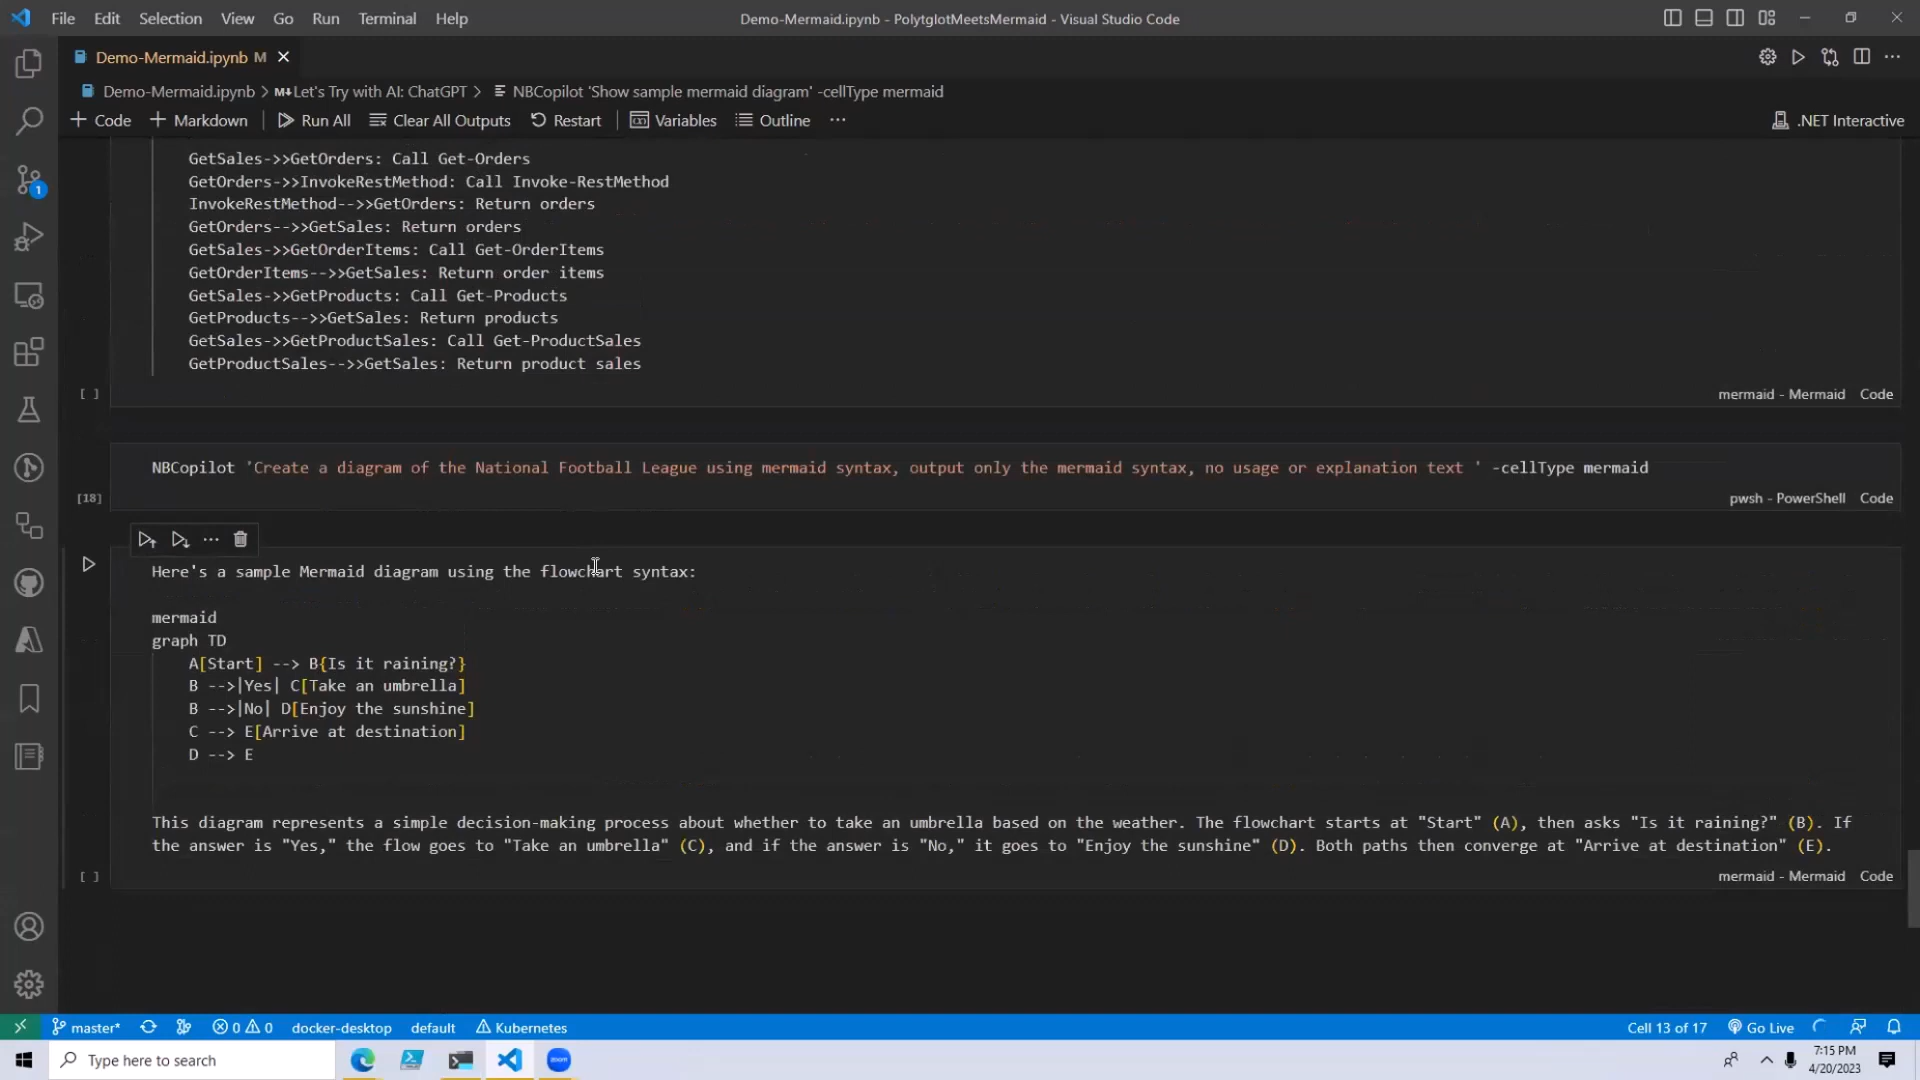 File Edit Selection View Go Run Terminal Help
Demo-Mermaid.ipynb - PolytglotMeetsMermaid - Visual Studio Code
Demo-Mermaid.ipynb M
Demo-Mermaid.ipynb > M↓Let's Try with AI: ChatGPT > NBCopilot 'Show sample mermaid diagram' -cellType mermaid
+ Code + Markdown Run All Clear All Outputs Restart Variables Outline ... .NET Interactive
GetSales->>GetOrders: Call Get-Orders
GetOrders->>InvokeRestMethod: Call Invoke-RestMethod
InvokeRestMethod-->>GetOrders: Return orders
GetOrders-->>GetSales: Return orders
GetSales->>GetOrderItems: Call Get-OrderItems
GetOrderItems-->>GetSales: Return order items
GetSales->>GetProducts: Call Get-Products
GetProducts-->>GetSales: Return products
GetSales->>GetProductSales: Call Get-ProductSales
GetProductSales-->>GetSales: Return product sales
[ ]
mermaid - Mermaid Code
NBCopilot 'Create a diagram of the National Football League using mermaid syntax, output only the mermaid syntax, no usage or explanation text ' -cellType mermaid
[18]
pwsh - PowerShell Code
Here's a sample Mermaid diagram using the flowchart syntax:
mermaid
graph TD
A[Start] --> B{Is it raining?}
B -->|Yes| C[Take an umbrella]
B -->|No| D[Enjoy the sunshine]
C --> E[Arrive at destination]
D --> E
This diagram represents a simple decision-making process about whether to take an umbrella based on the weather. The flowchart starts at "Start" (A), then asks "Is it raining?" (B). If
the answer is "Yes," the flow goes to "Take an umbrella" (C), and if the answer is "No," it goes to "Enjoy the sunshine" (D). Both paths then converge at "Arrive at destination" (E).
[ ]
mermaid - Mermaid Code
1
master* 0 0 docker-desktop default Kubernetes
Cell 13 of 17 Go Live
Type here to search
zoom
7:15 PM
4/20/2023